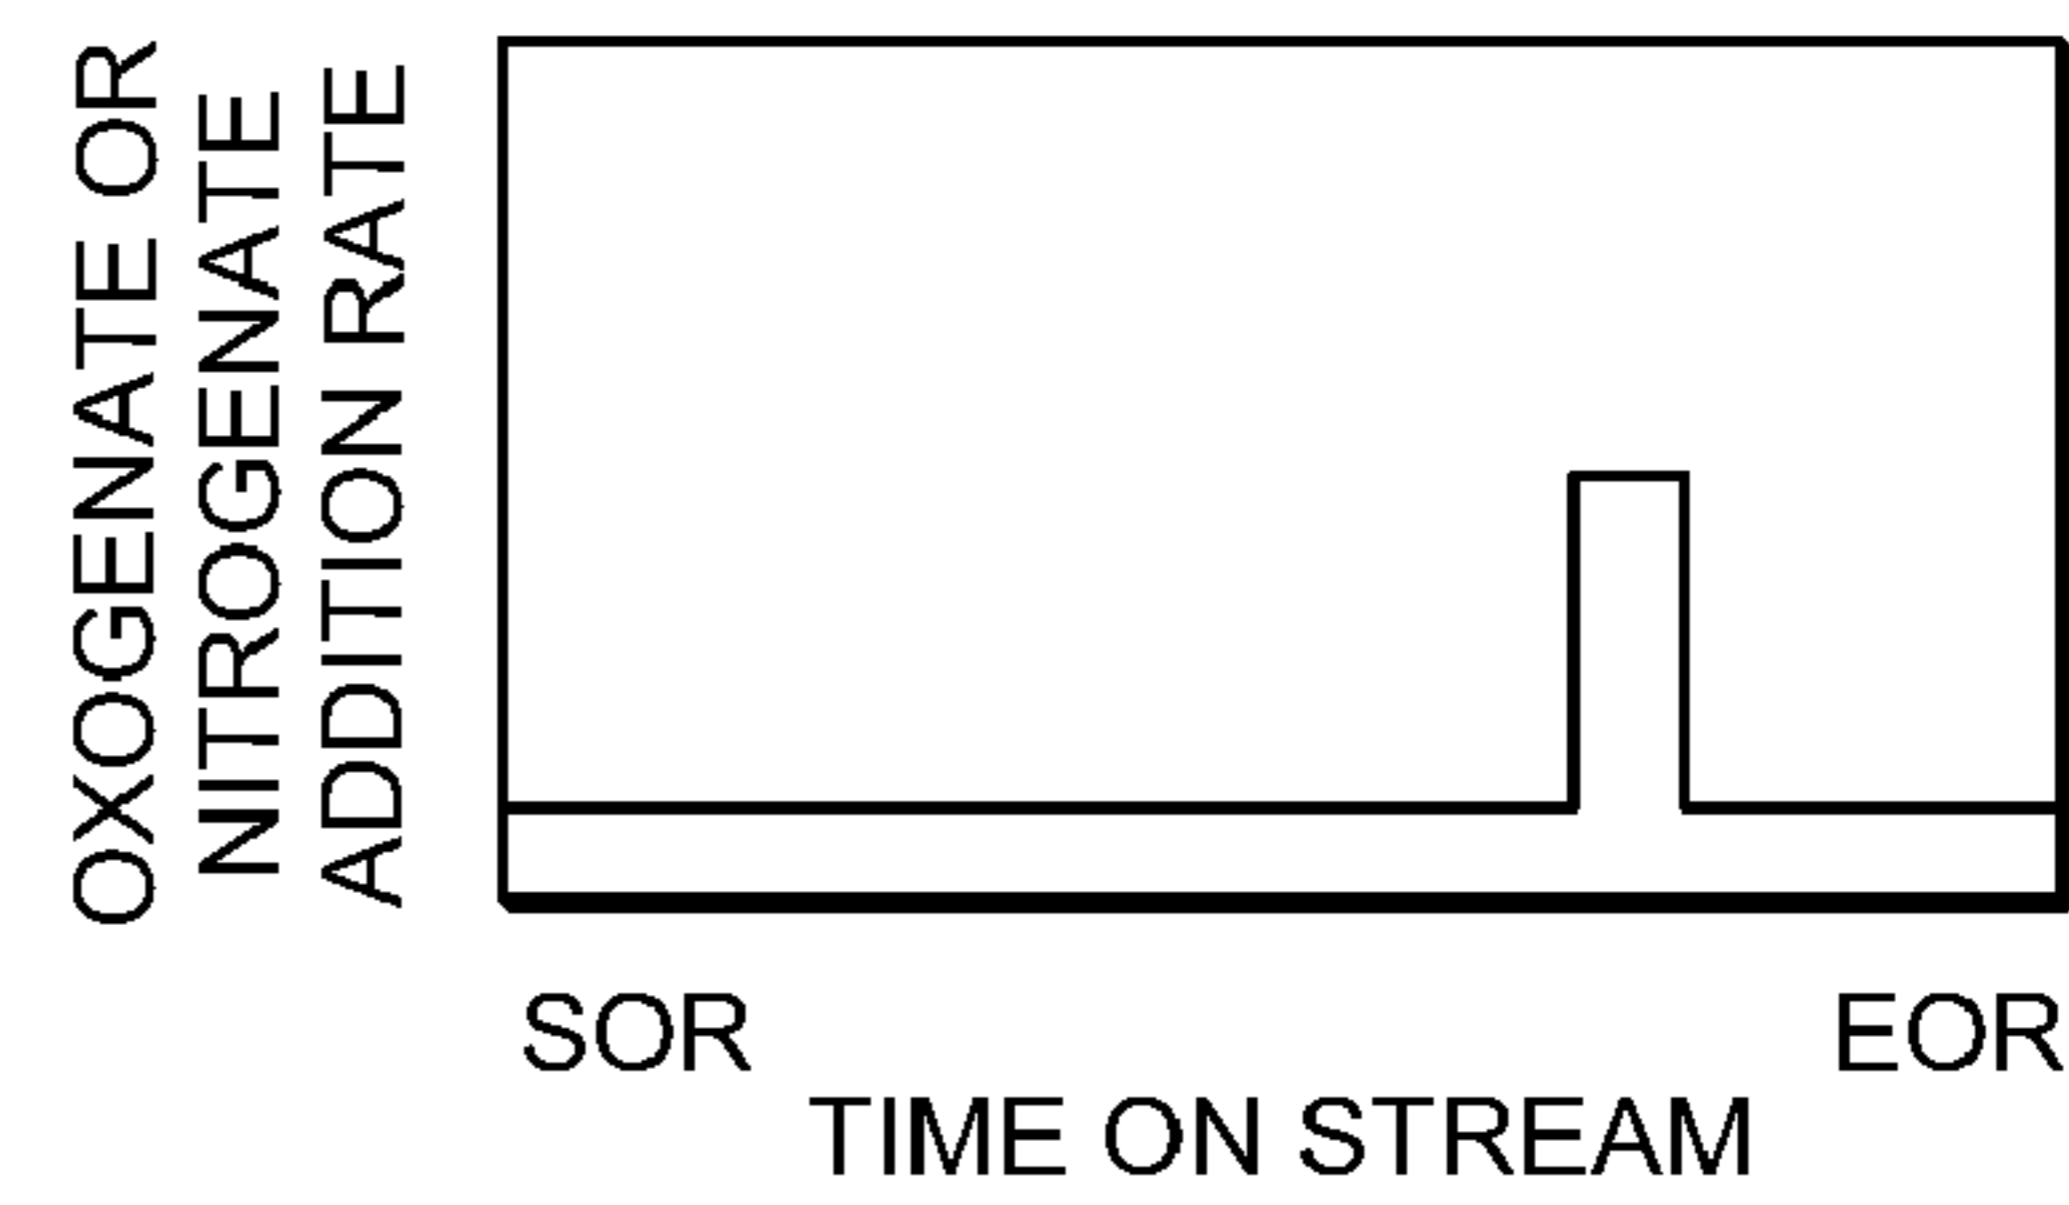 OXOGENATE OR
NITROGENATE
ADDITION RATE
SOR EOR
TIME ON STREAM